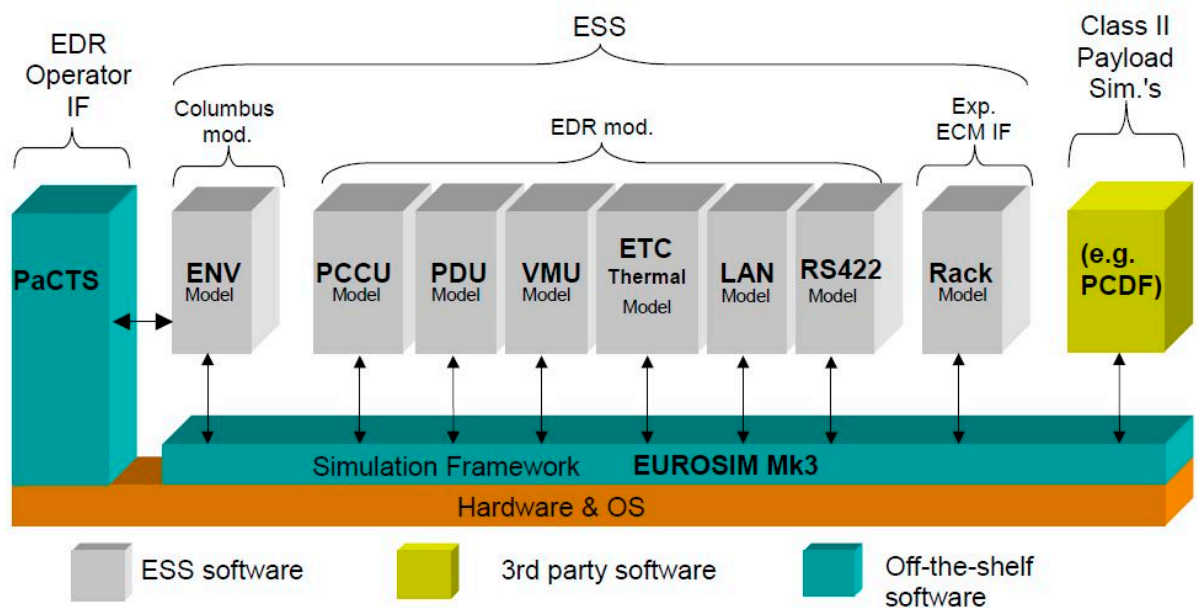 EDR
Operator
IF
ESS
Class II
Payload
Sim.'s
Columbus
mod.
EDR mod.
Exp.
ECM IF
PaCTS
ENV
Model
PCCU
Model
PDU
Model
VMU
Model
ETC
Thermal
Model
LAN
Model
RS422
Model
Rack
Model
(e.g.
PCDF)
Simulation Framework EUROSIM Mk3
Hardware & OS
ESS software
3rd party software
Off-the-shelf
software